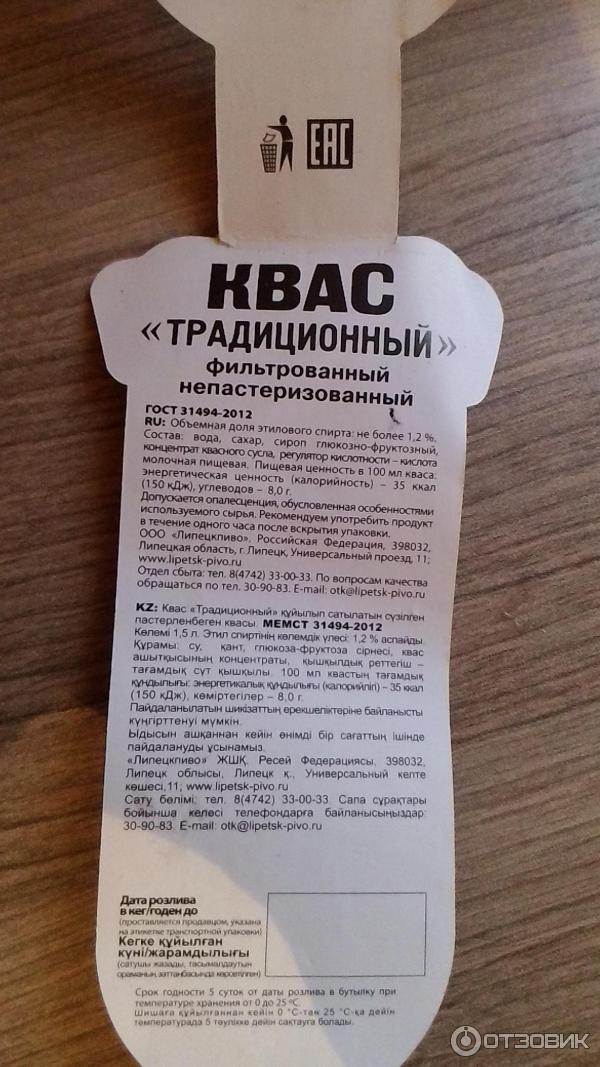 EAC
КВАС
«ТРАДИЦИОННЫЙ»
фильтрованный
непастеризованный
ГОСТ 31494-2012
RU: Объемная доля этилового спирта: не более 1,2 %.
Состав: вода, сахар, сироп глюкозно-фруктозный,
концентрат квасного сусла, регулятор кислотности – кислота
молочная пищевая. Пищевая ценность в 100 мл кваса:
энергетическая ценность (калорийность) – 35 ккал
(150 кДж), углеводов – 8,0 г.
Допускается опалесценция, обусловленная особенностями
используемого сырья. Рекомендуем употребить продукт
в течение одного часа после вскрытия упаковки.
ООО «Липецкпиво». Российская Федерация, 398032,
Липецкая область, г. Липецк, Универсальный проезд, 11;
www.lipetsk-pivo.ru
Отдел сбыта: тел. 8(4742) 33-00-33. По вопросам качества
обращаться по тел. 30-90-83. E-mail: otk@lipetsk-pivo.ru
KZ: Квас «Традиционный» құйылып сатылатын сүзілген
пастерленбеген квасы. МЕМСТ 31494-2012
Көлемі 1,5 л. Этил спиртінің көлемдік үлесі: 1,2 % аспайды.
Құрамы: су, қант, глюкоза-фруктоза сірнесі, квас
ашытқысының концентраты, қышқылдық реттегіш –
тағамдық сүт қышқылы. 100 мл квастың тағамдық
құндылығы: энергетикалық құндылығы (калориялігі) – 35 ккал
(150 кДж), көміртегілер – 8,0 г.
Пайдаланылатын шикізаттың ерекшеліктеріне байланысты
күңгірттенуі мүмкін.
Ыдысын ашқаннан кейін өнімді бір сағаттың ішінде
пайдалануды ұсынамыз.
«Липецкпиво» ЖШҚ. Ресей Федерациясы, 398032,
Липецк облысы, Липецк қ., Универсальный келте
көшесі,11; www.lipetsk-pivo.ru
Сату бөлімі: тел. 8(4742) 33-00-33. Сапа сұрақтары
бойынша келесі телефондарға байланысыңыздар:
30-90-83. E-mail: otk@lipetsk-pivo.ru
Дата розлива
в кег/годен до
(проставляется продавцом, указана
на этикетке транспортной упаковки)
Кегке құйылған
күні/жарамдылығы
(сатушы жазады, тасымалдаутын
ораманың заттаңбасында көрсетілген)
Срок годности 5 суток от даты розлива в бутылку при
температуре хранения от 0 до 25 ºC.
Шишаға құйылғаннан кейін 0 °C-тан 25 °C-қа дейін
температурада 5 тәулікке дейін сақтауға болады.
ОТЗОВИК